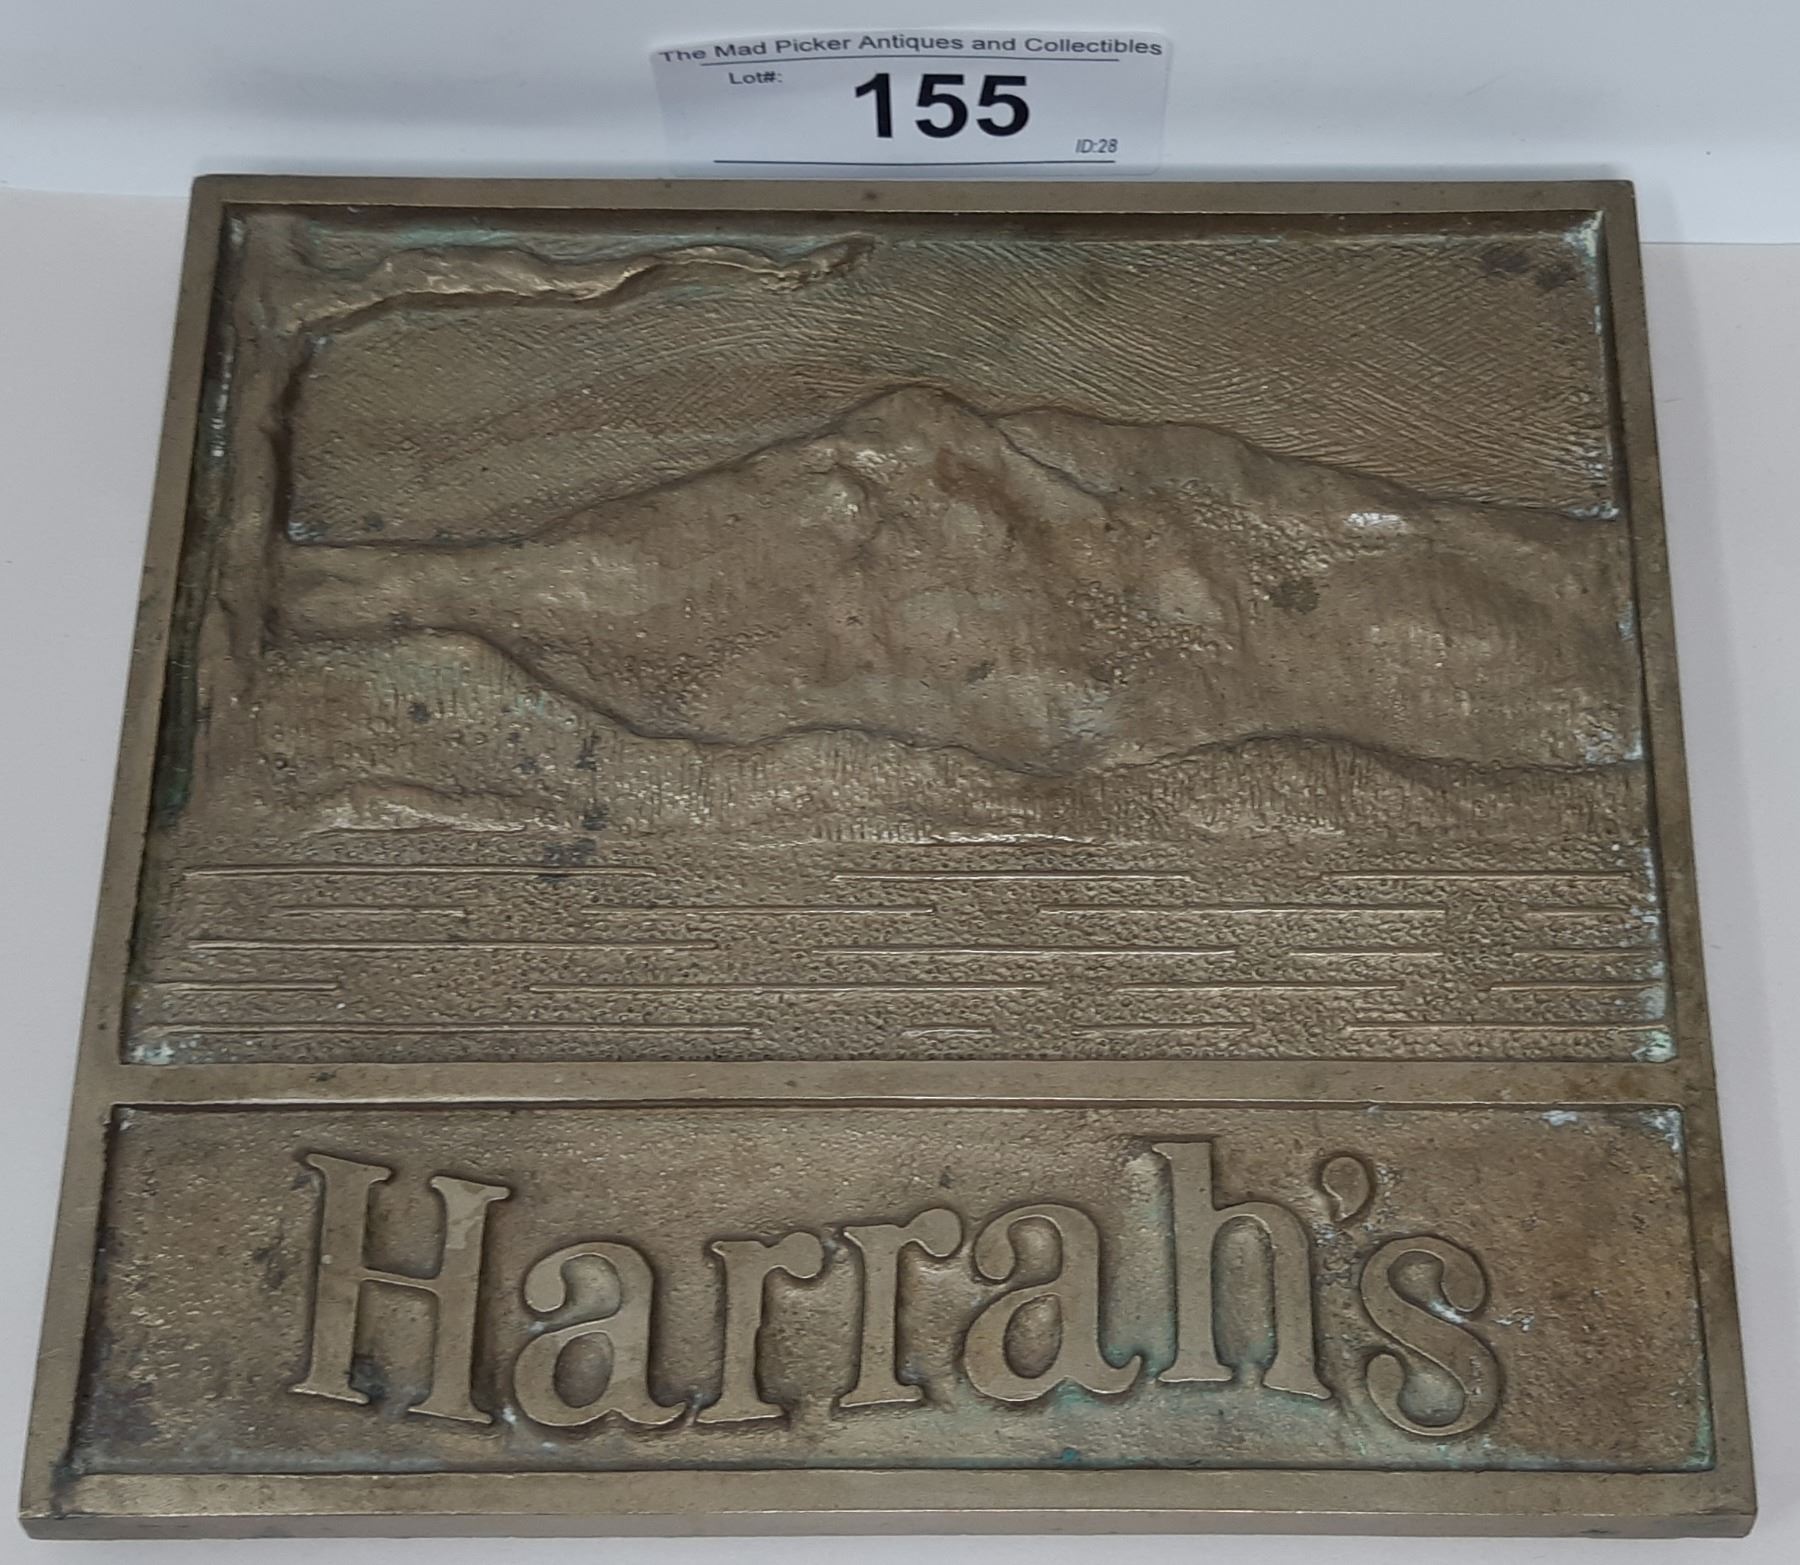 The Mad Picker Antiques and Collectibles
Lot#: 155
ID:28
Harrah's